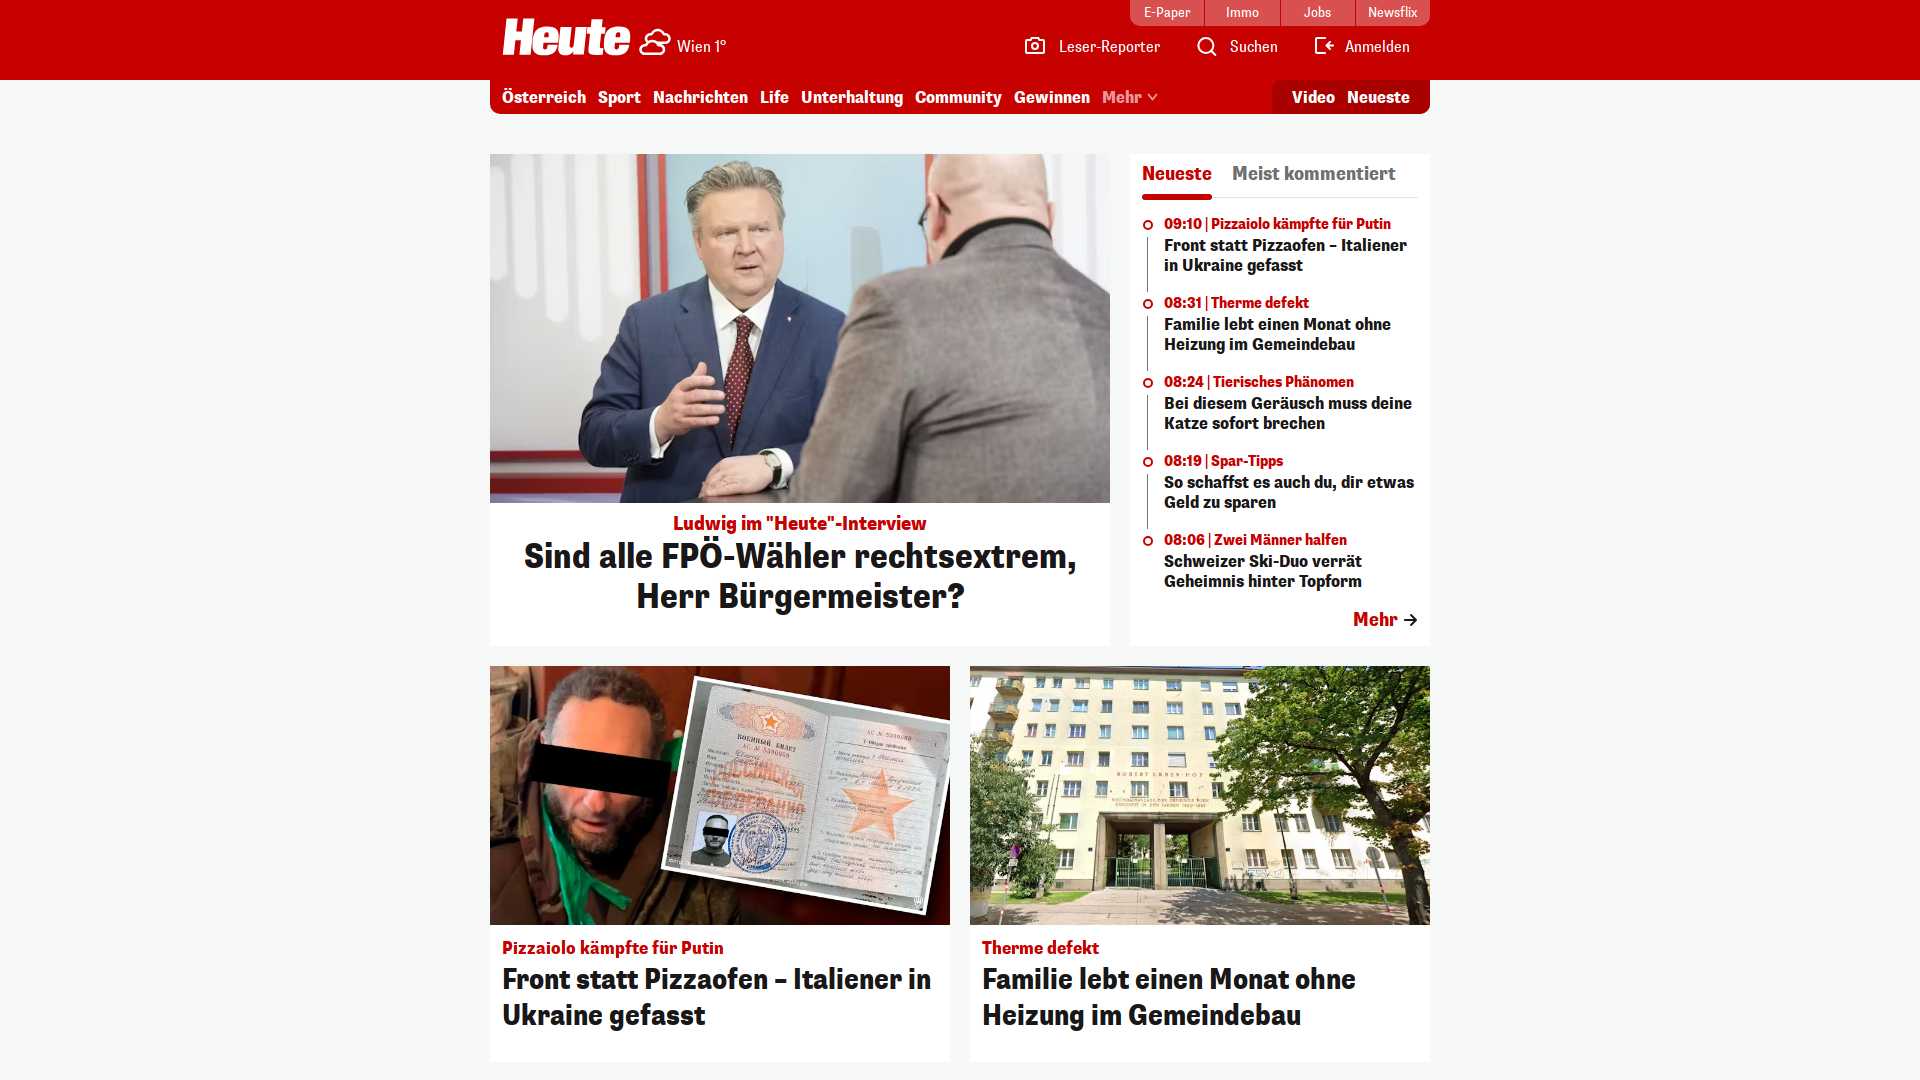 E-Paper
Immo
Jobs
Newsflix
Heute
Wien 1°
Leser-Reporter
Suchen
Anmelden
Österreich
Sport
Nachrichten
Life
Unterhaltung
Community
Gewinnen
Mehr
Video
Neueste
Ludwig im "Heute"-Interview
Sind alle FPÖ-Wähler rechtsextrem,
Herr Bürgermeister?
Neueste
Meist kommentiert
09:10 | Pizzaiolo kämpfte für Putin
Front statt Pizzaofen – Italiener
in Ukraine gefasst
08:31 | Therme defekt
Familie lebt einen Monat ohne
Heizung im Gemeindebau
08:24 | Tierisches Phänomen
Bei diesem Geräusch muss deine
Katze sofort brechen
08:19 | Spar-Tipps
So schaffst es auch du, dir etwas
Geld zu sparen
08:06 | Zwei Männer halfen
Schweizer Ski-Duo verrät
Geheimnis hinter Topform
Mehr
ВОЕННЫЙ БИЛЕТ
Pizzaiolo kämpfte für Putin
Front statt Pizzaofen – Italiener in
Ukraine gefasst
Therme defekt
Familie lebt einen Monat ohne
Heizung im Gemeindebau